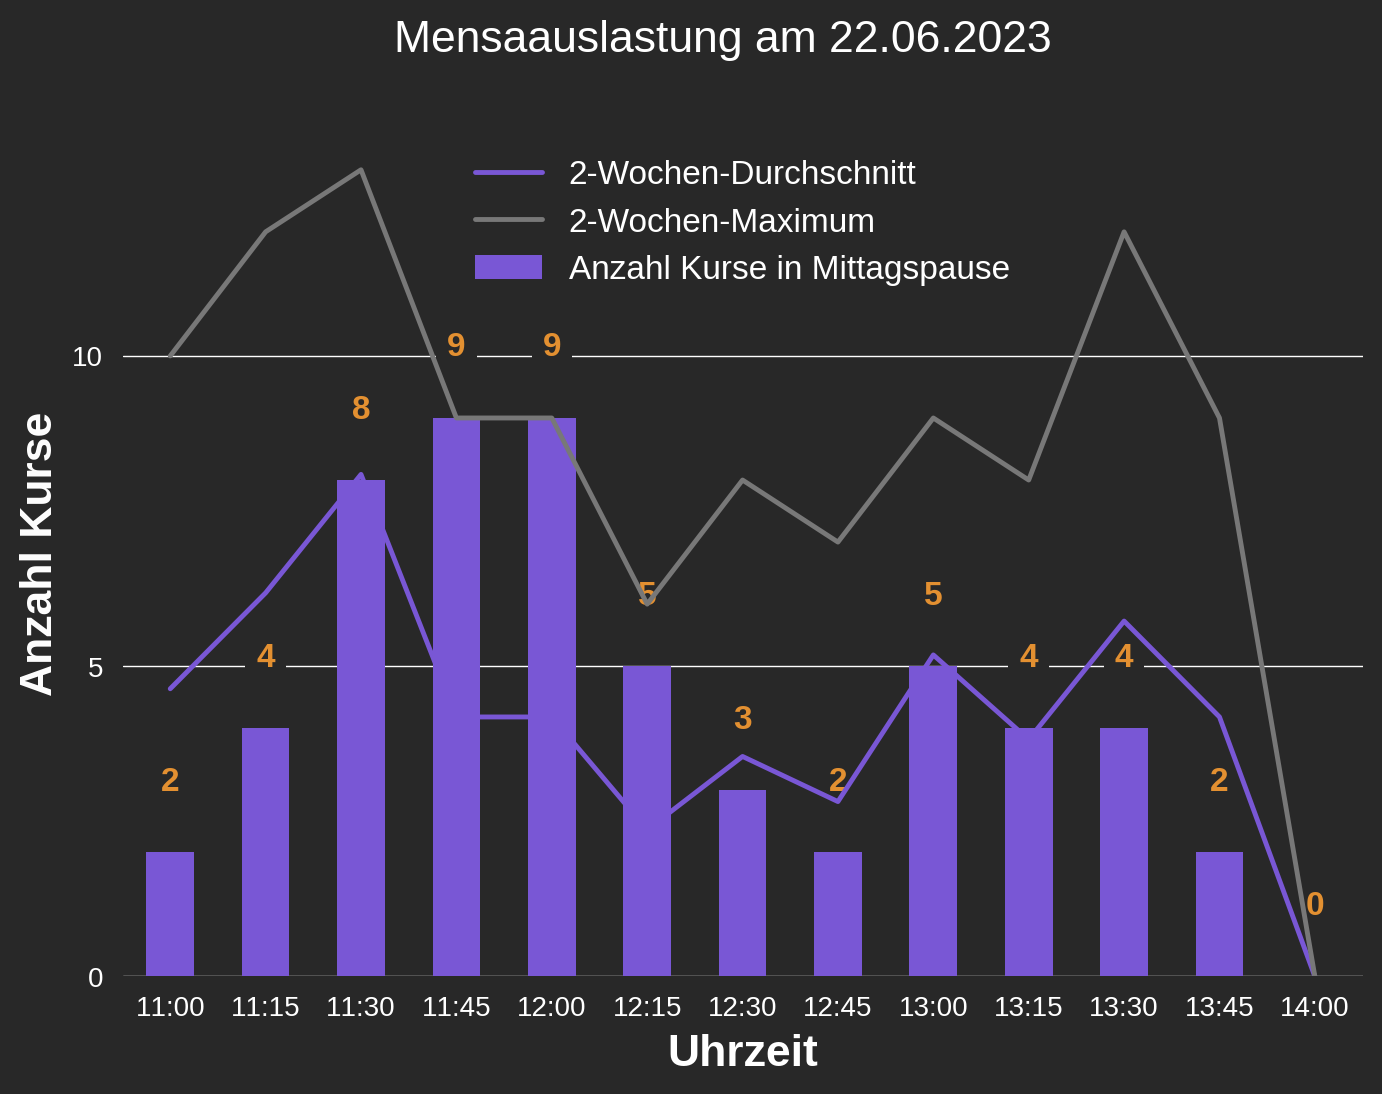 Mensaauslastung am 22.06.2023
2-Wochen-Durchschnitt
2-Wochen-Maximum
Anzahl Kurse in Mittagspause
Anzahl Kurse
10
5
0
2
4
8
9
9
5
3
2
5
4
4
2
0
11:00 11:15 11:30 11:45 12:00 12:15 12:30 12:45 13:00 13:15 13:30 13:45 14:00
Uhrzeit